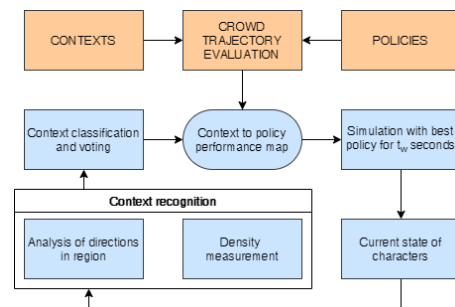 CONTEXTS
CROWD
TRAJECTORY
EVALUATION
POLICIES
Context classification
and voting
Context to policy
performance map
Simulation with best
policy for tw seconds
Context recognition
Analysis of directions
in region
Density
measurement
Current state of
characters